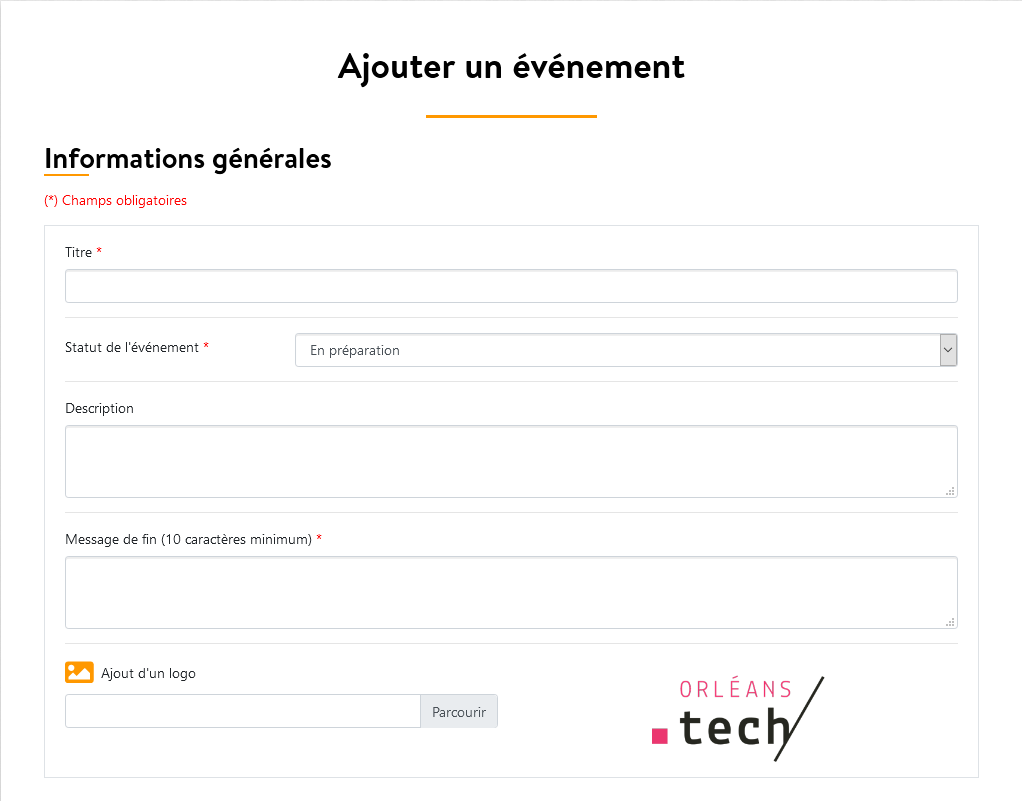 Ajouter un événement
Informations générales
(*) Champs obligatoires
Titre *
Statut de l'événement *
En préparation
Description
Message de fin (10 caractères minimum) *
Ajout d'un logo
Parcourir
ORLÉANS
tech/